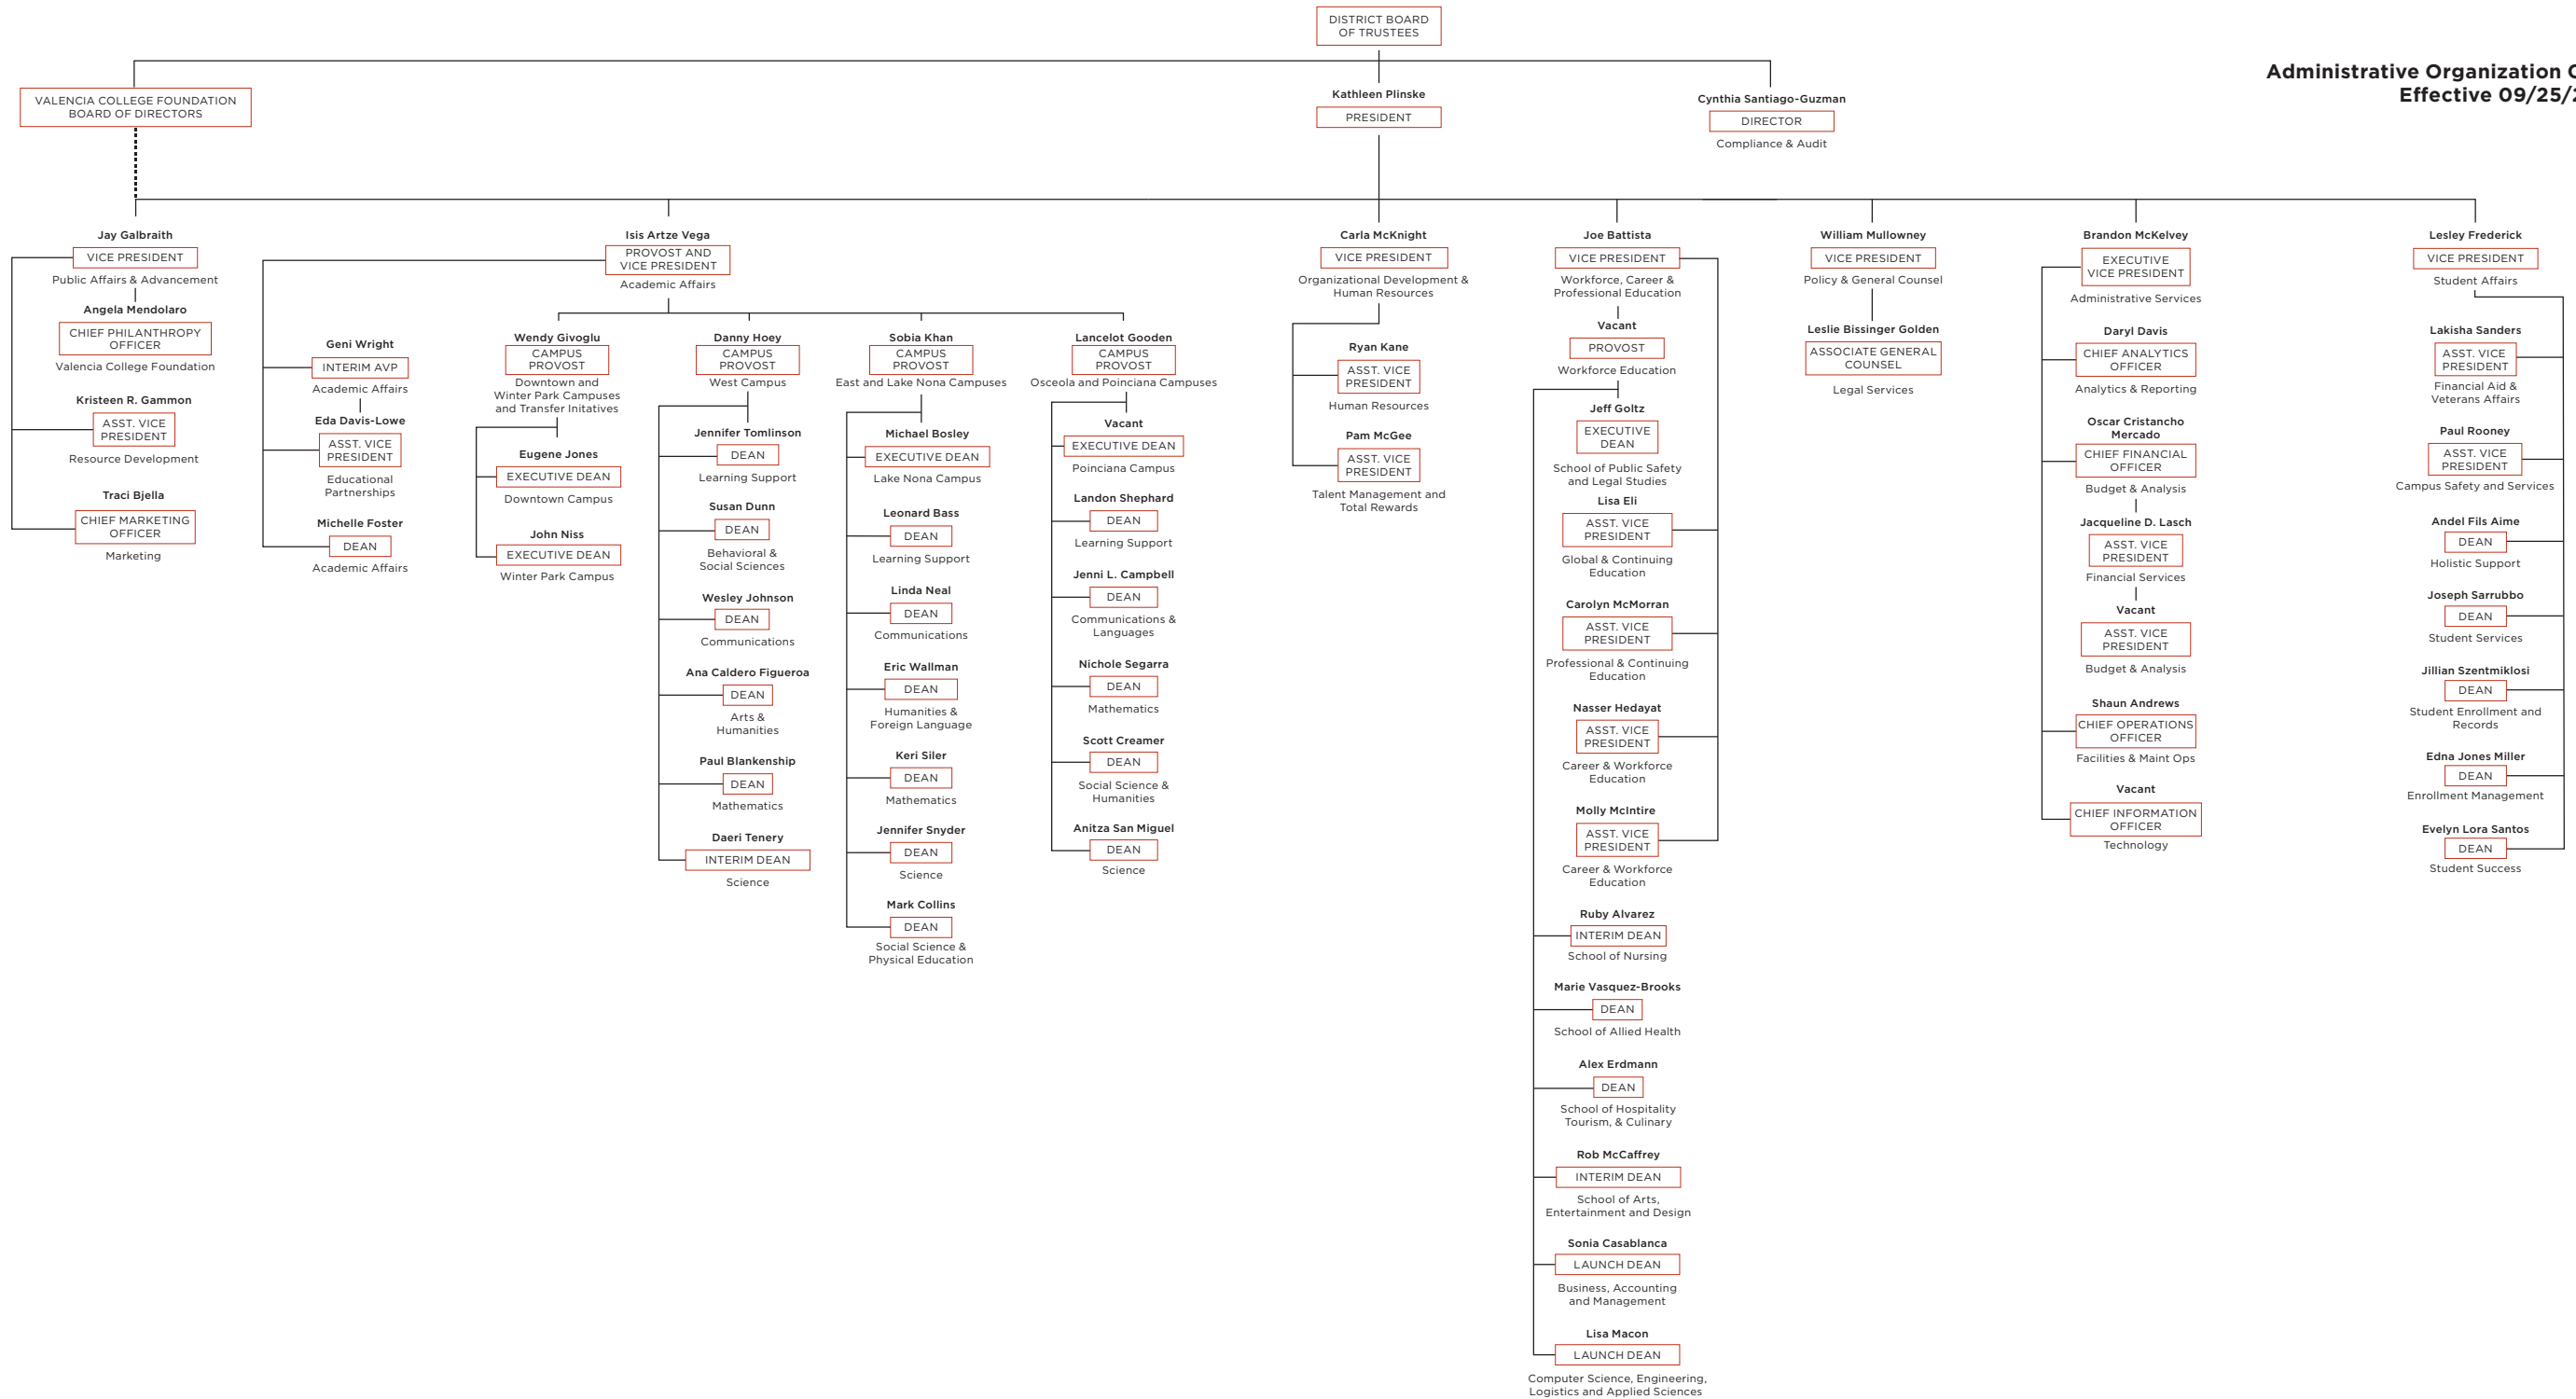 DISTRICT BOARD
OF TRUSTEES
Administrative Organization
Effective 09/25/
VALENCIA COLLEGE FOUNDATION
BOARD OF DIRECTORS
Kathleen Plinske
PRESIDENT
Cynthia Santiago-Guzman
DIRECTOR
Compliance & Audit
Jay Galbraith
VICE PRESIDENT
Public Affairs & Advancement
Angela Mendolaro
CHIEF PHILANTHROPY
OFFICER
Valencia College Foundation
Kristeen R. Gammon
ASST. VICE
PRESIDENT
Resource Development
Traci Bjella
CHIEF MARKETING
OFFICER
Marketing
Isis Artze Vega
PROVOST AND
VICE PRESIDENT
Academic Affairs
Geni Wright
INTERIM AVP
Academic Affairs
Eda Davis-Lowe
ASST. VICE
PRESIDENT
Educational
Partnerships
Michelle Foster
DEAN
Academic Affairs
Wendy Givoglu
CAMPUS
PROVOST
Downtown and
Winter Park Campuses
and Transfer Initatives
Eugene Jones
EXECUTIVE DEAN
Downtown Campus
John Niss
EXECUTIVE DEAN
Winter Park Campus
Danny Hoey
CAMPUS
PROVOST
West Campus
Jennifer Tomlinson
DEAN
Learning Support
Susan Dunn
DEAN
Behavioral &
Social Sciences
Wesley Johnson
DEAN
Communications
Ana Caldero Figueroa
DEAN
Arts &
Humanities
Paul Blankenship
DEAN
Mathematics
Daeri Tenery
INTERIM DEAN
Science
Sobia Khan
CAMPUS
PROVOST
East and Lake Nona Campuses
Michael Bosley
EXECUTIVE DEAN
Lake Nona Campus
Leonard Bass
DEAN
Learning Support
Linda Neal
DEAN
Communications
Eric Wallman
DEAN
Humanities &
Foreign Language
Keri Siler
DEAN
Mathematics
Jennifer Snyder
DEAN
Science
Mark Collins
DEAN
Social Science &
Physical Education
Lancelot Gooden
CAMPUS
PROVOST
Osceola and Poinciana Campuses
Vacant
EXECUTIVE DEAN
Poinciana Campus
Landon Shephard
DEAN
Learning Support
Jenni L. Campbell
DEAN
Communications &
Languages
Nichole Segarra
DEAN
Mathematics
Scott Creamer
DEAN
Social Science &
Humanities
Anitza San Miguel
DEAN
Science
Carla McKnight
VICE PRESIDENT
Organizational Development &
Human Resources
Ryan Kane
ASST. VICE
PRESIDENT
Human Resources
Pam McGee
ASST. VICE
PRESIDENT
Talent Management and
Total Rewards
Joe Battista
VICE PRESIDENT
Workforce, Career &
Professional Education
Vacant
PROVOST
Workforce Education
Jeff Goltz
EXECUTIVE
DEAN
School of Public Safety
and Legal Studies
Lisa Eli
ASST. VICE
PRESIDENT
Global & Continuing
Education
Carolyn McMorran
ASST. VICE
PRESIDENT
Professional & Continuing
Education
Nasser Hedayat
ASST. VICE
PRESIDENT
Career & Workforce
Education
Molly McIntire
ASST. VICE
PRESIDENT
Career & Workforce
Education
Ruby Alvarez
INTERIM DEAN
School of Nursing
Marie Vasquez-Brooks
DEAN
School of Allied Health
Alex Erdmann
DEAN
School of Hospitality
Tourism, & Culinary
Rob McCaffrey
INTERIM DEAN
School of Arts,
Entertainment and Design
Sonia Casablanca
LAUNCH DEAN
Business, Accounting
and Management
Lisa Macon
LAUNCH DEAN
Computer Science, Engineering,
Logistics and Applied Sciences
William Mullowney
VICE PRESIDENT
Policy & General Counsel
Leslie Bissinger Golden
ASSOCIATE GENERAL
COUNSEL
Legal Services
Brandon McKelvey
EXECUTIVE
VICE PRESIDENT
Administrative Services
Daryl Davis
CHIEF ANALYTICS
OFFICER
Analytics & Reporting
Oscar Cristancho
Mercado
CHIEF FINANCIAL
OFFICER
Budget & Analysis
Jacqueline D. Lasch
ASST. VICE
PRESIDENT
Financial Services
Vacant
ASST. VICE
PRESIDENT
Budget & Analysis
Shaun Andrews
CHIEF OPERATIONS
OFFICER
Facilities & Maint Ops
Vacant
CHIEF INFORMATION
OFFICER
Technology
Lesley Frederick
VICE PRESIDENT
Student Affairs
Lakisha Sanders
ASST. VICE
PRESIDENT
Financial Aid &
Veterans Affairs
Paul Rooney
ASST. VICE
PRESIDENT
Campus Safety and Services
Andel Fils Aime
DEAN
Holistic Support
Joseph Sarrubbo
DEAN
Student Services
Jillian Szentmiklosi
DEAN
Student Enrollment and
Records
Edna Jones Miller
DEAN
Enrollment Management
Evelyn Lora Santos
DEAN
Student Success